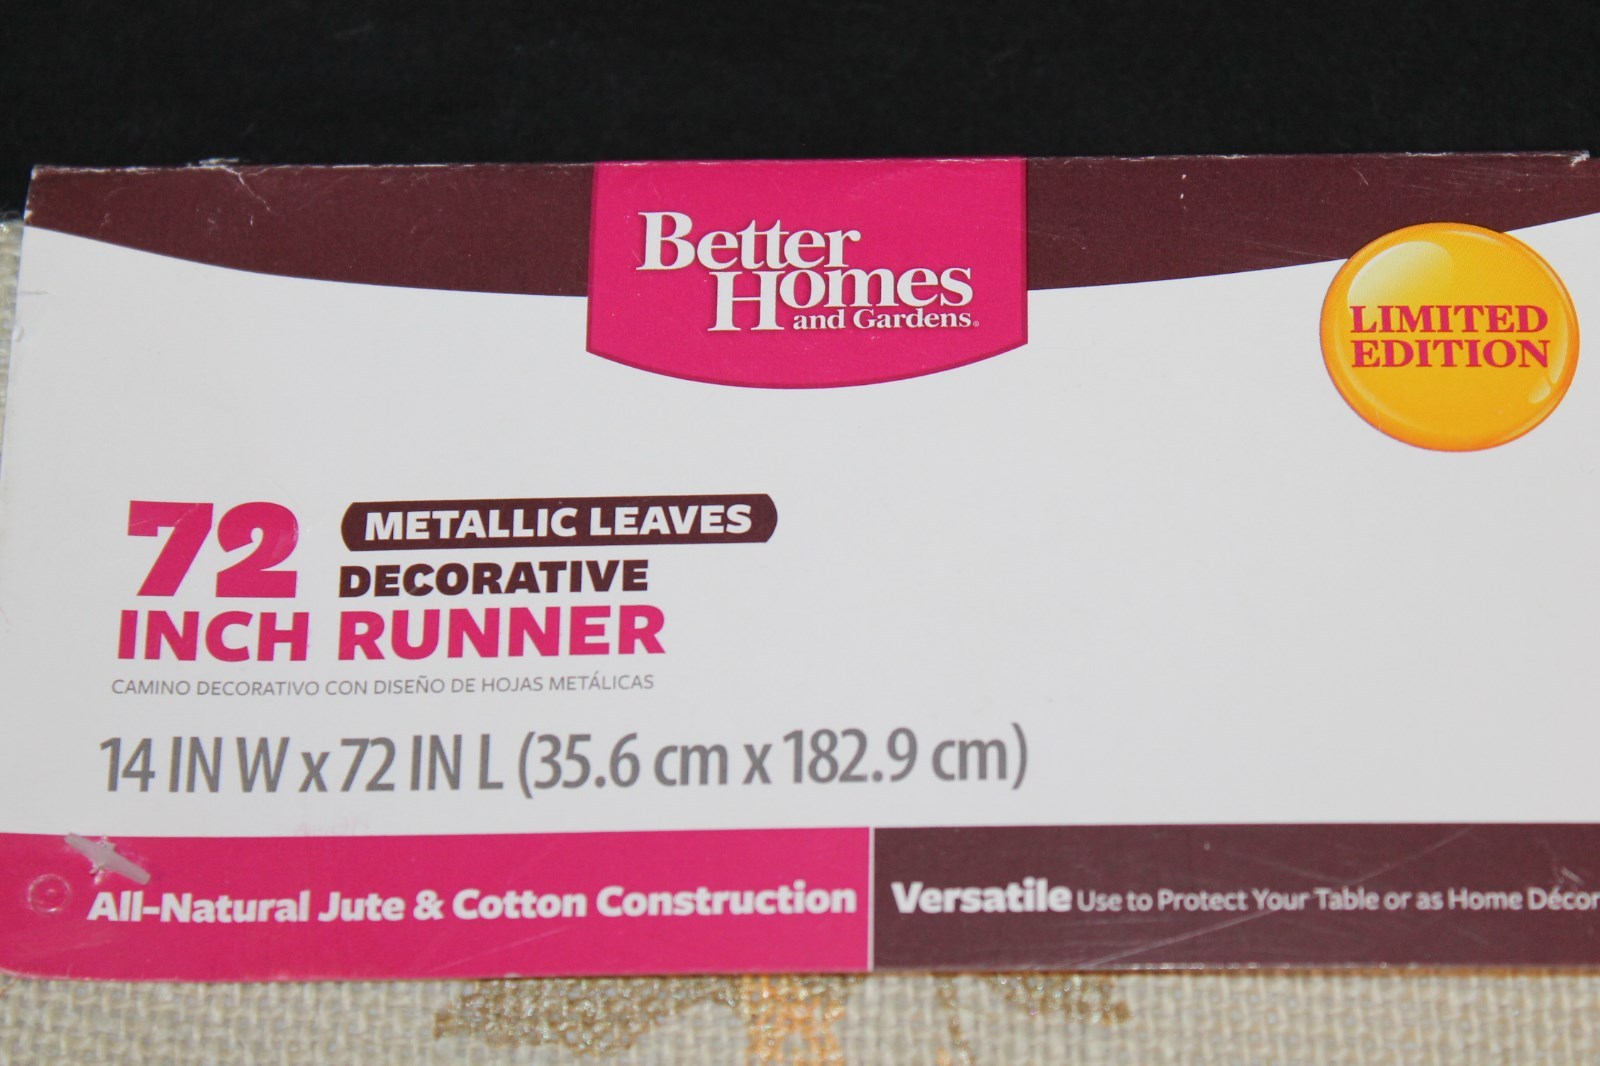 Better
Homes
and Gardens®
LIMITED
EDITION
72
METALLIC LEAVES
DECORATIVE
INCH RUNNER
CAMINO DECORATIVO CON DISEÑO DE HOJAS METÁLICAS
14 IN W x 72 IN L (35.6 cm x 182.9 cm)
All-Natural Jute & Cotton Construction
Versatile Use to Protect Your Table or as Home Décor